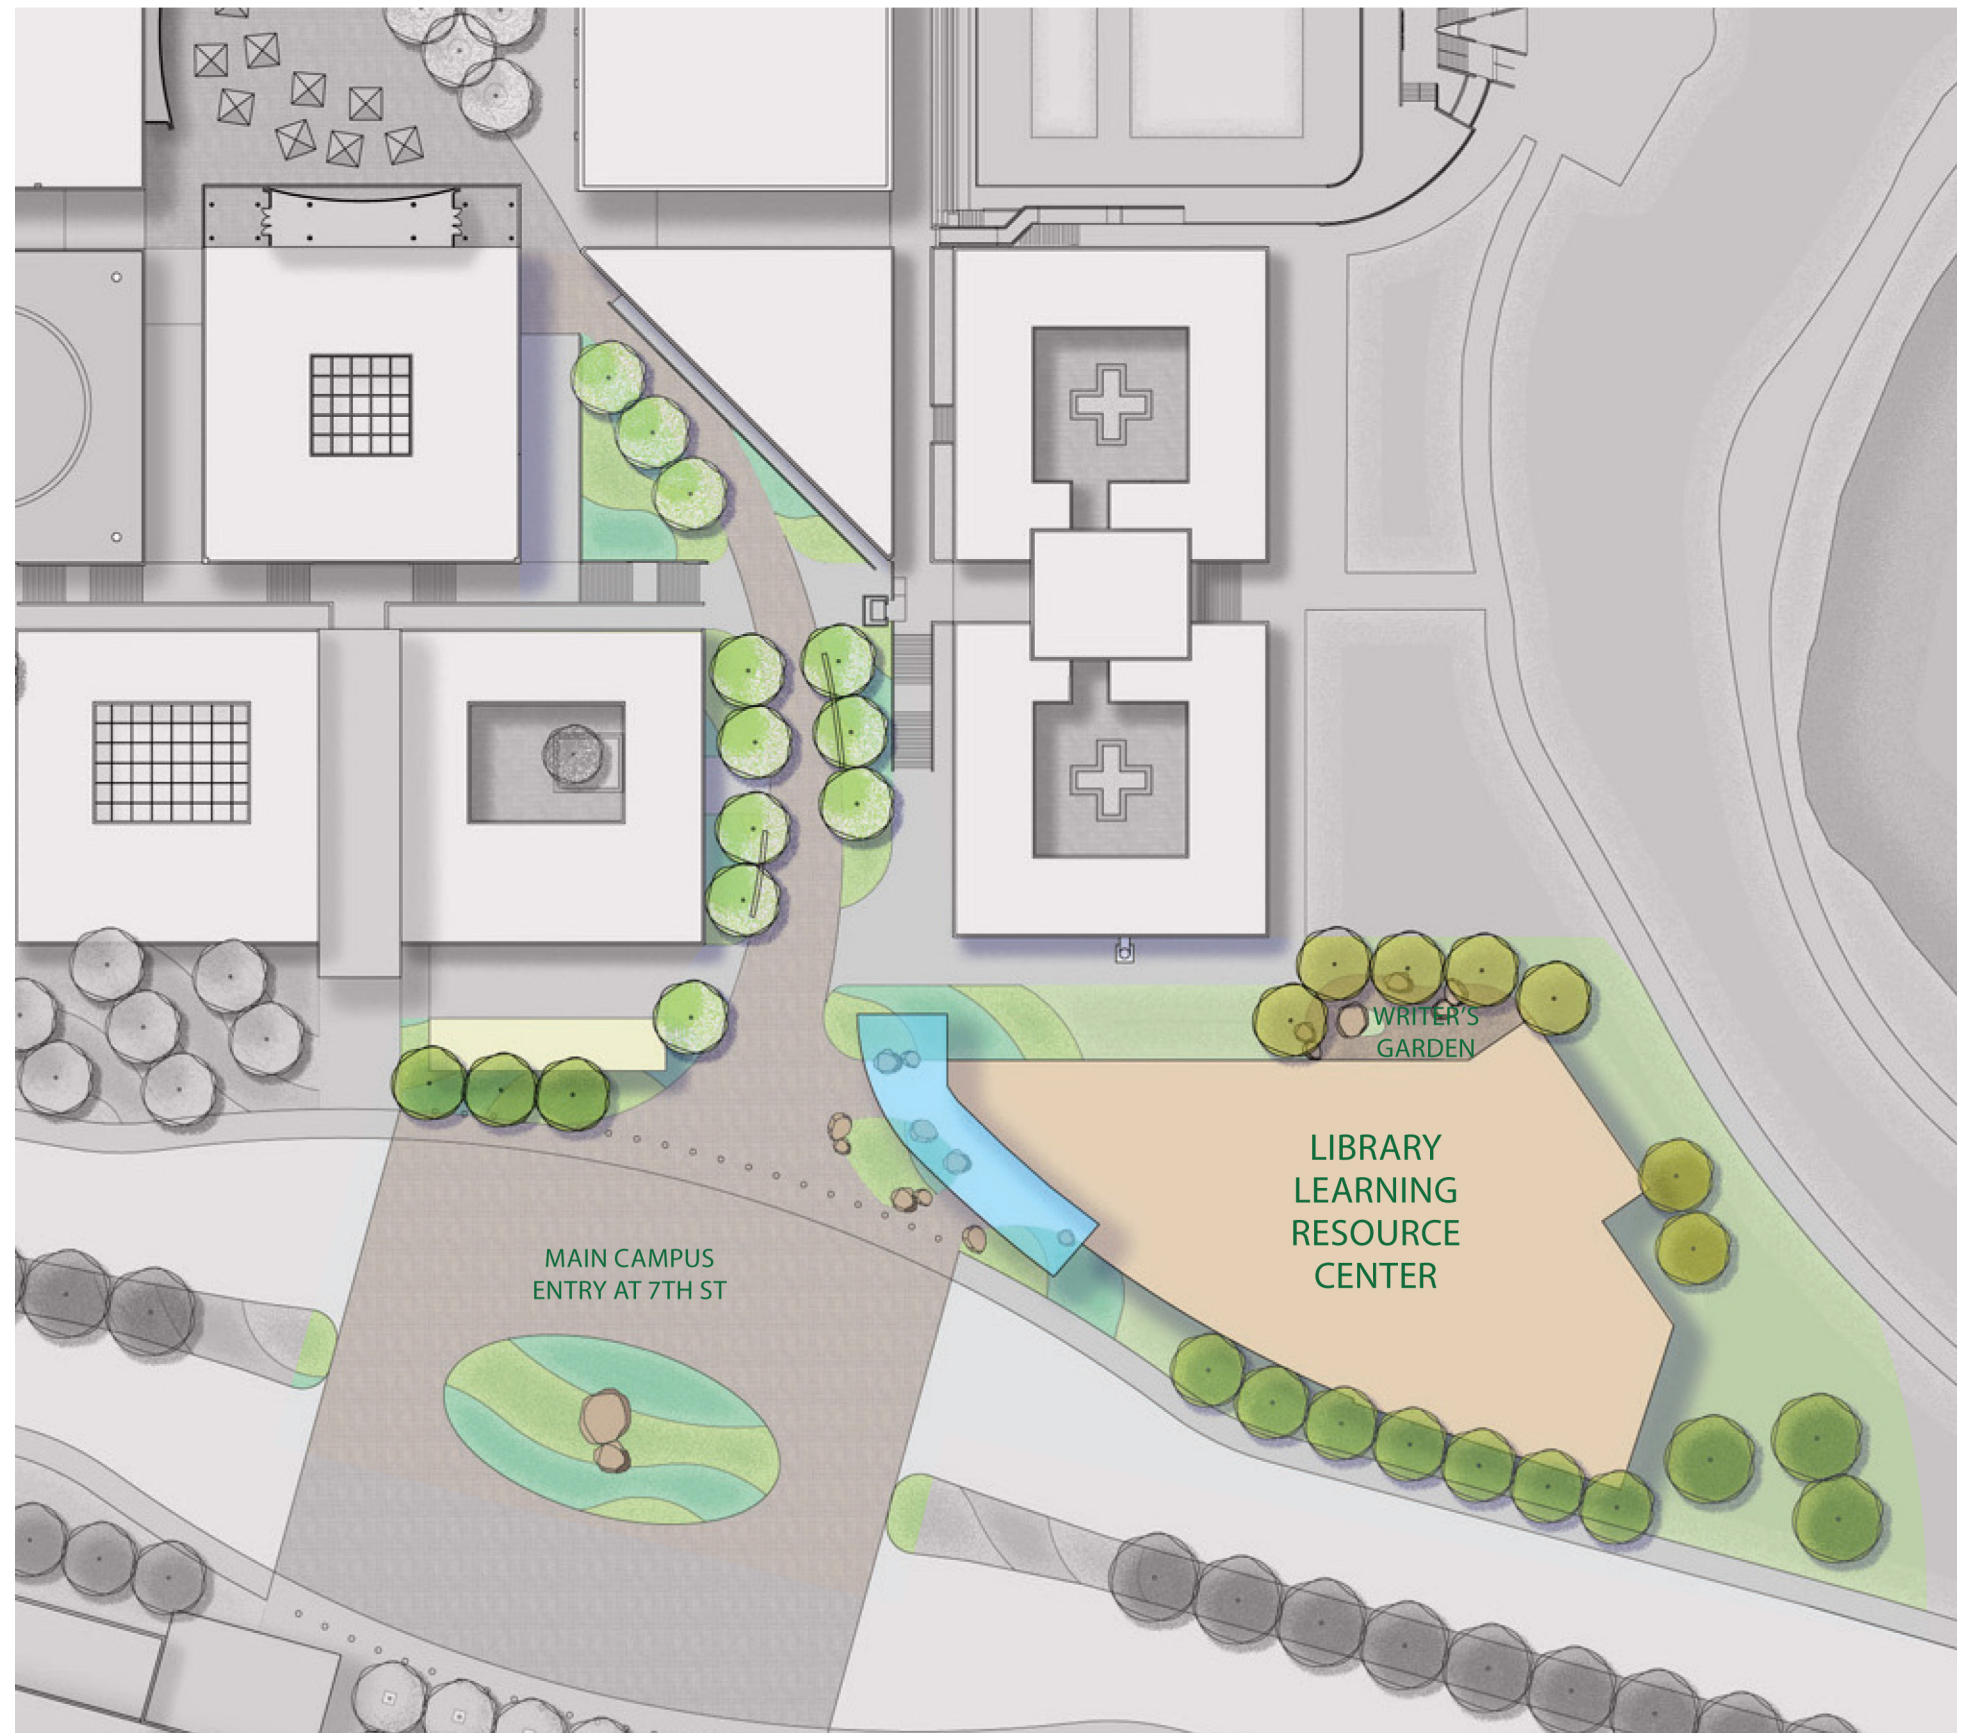 WRITER'S
GARDEN
LIBRARY
LEARNING
RESOURCE
CENTER
MAIN CAMPUS
ENTRY AT 7TH ST